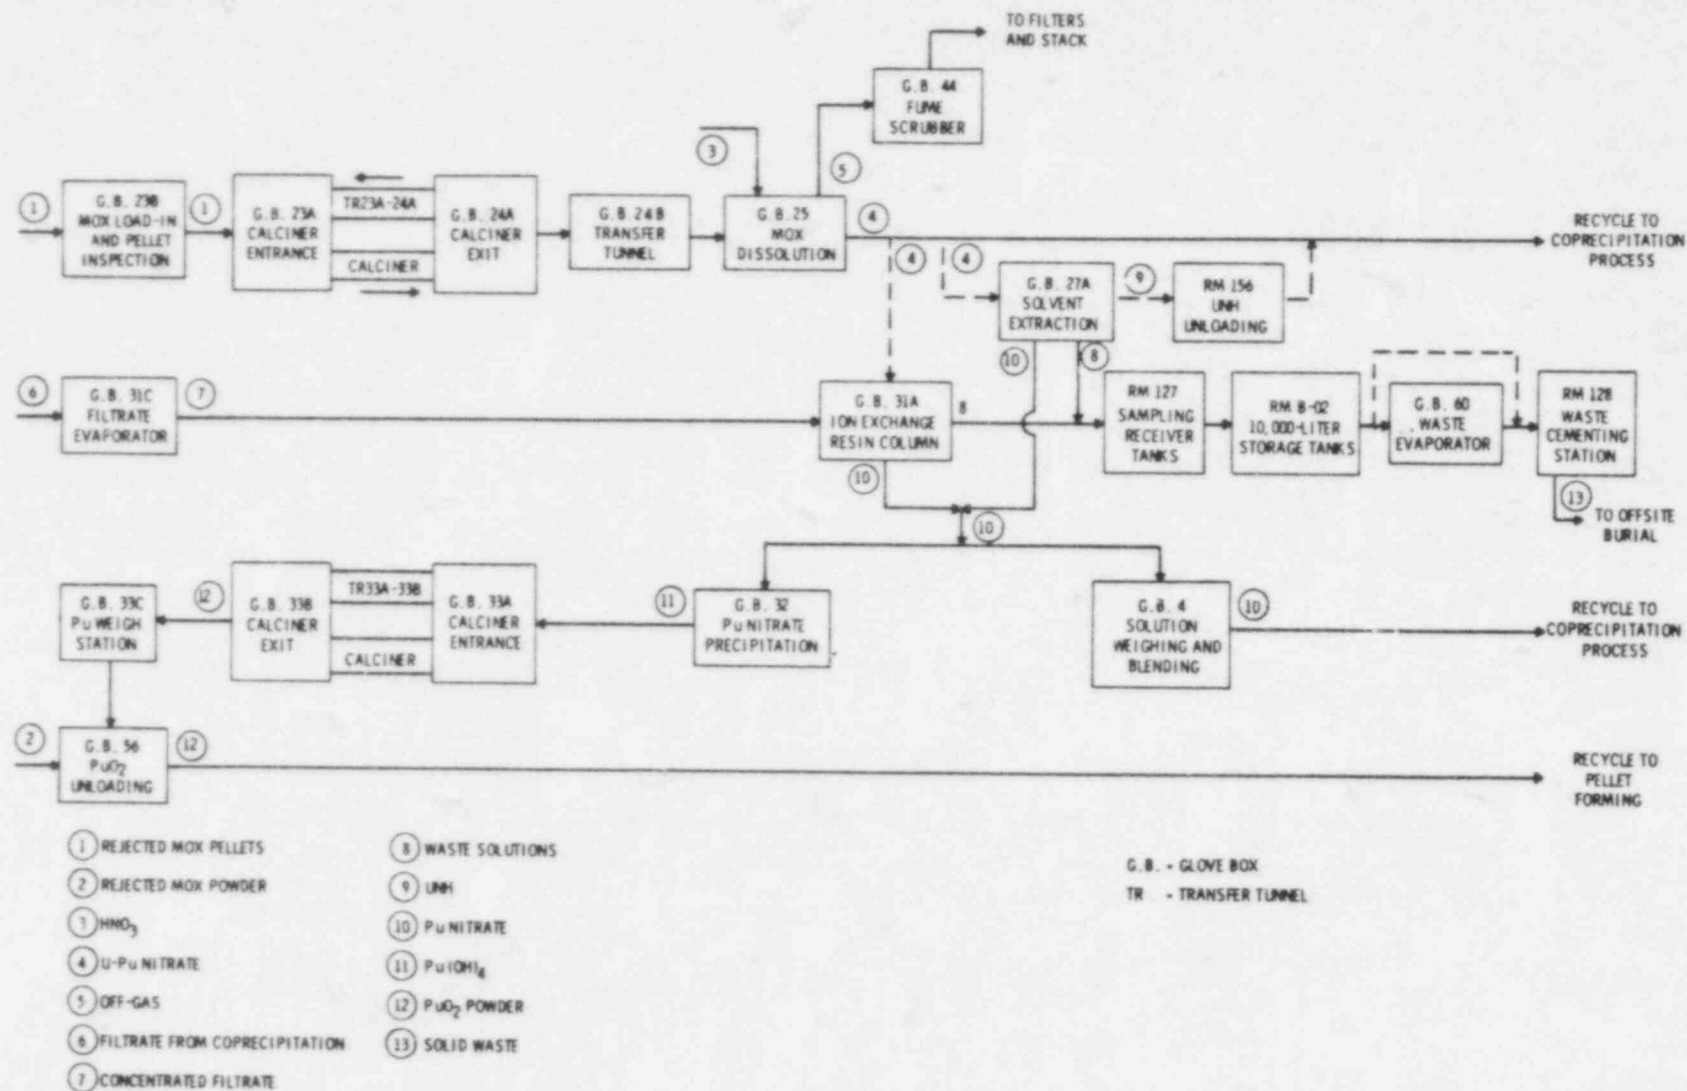 TO FILTERS
AND STACK
G.B. 44
FUME
SCRUBBER
3
5
1
G.B. 23B
MOX LOAD-IN
AND PELLET
INSPECTION
1
G.B. 23A
CALCINER
ENTRANCE
TR23A-24A
CALCINER
G.B. 24A
CALCINER
EXIT
G.B. 24B
TRANSFER
TUNNEL
G.B. 25
MOX
DISSOLUTION
4
RECYCLE TO
COPRECIPITATION
PROCESS
4
4
G.B. 27A
SOLVENT
EXTRACTION
9
RM 156
UNH
UNLOADING
10
8
6
G.B. 31C
FILTRATE
EVAPORATOR
7
G.B. 31A
ION EXCHANGE
RESIN COLUMN
8
RM 127
SAMPLING
RECEIVER
TANKS
RM B-02
10,000-LITER
STORAGE TANKS
G.B. 60
WASTE
EVAPORATOR
RM 128
WASTE
CEMENTING
STATION
10
13
TO OFFSITE
BURIAL
10
G.B. 33C
Pu WEIGH
STATION
12
G.B. 33B
CALCINER
EXIT
TR33A-33B
CALCINER
G.B. 33A
CALCINER
ENTRANCE
11
G.B. 32
Pu NITRATE
PRECIPITATION
G.B. 4
SOLUTION
WEIGHING AND
BLENDING
10
RECYCLE TO
COPRECIPITATION
PROCESS
2
G.B. 56
PuO2
UNLOADING
12
RECYCLE TO
PELLET
FORMING
1 REJECTED MOX PELLETS
2 REJECTED MOX POWDER
3 HNO3
4 U-Pu NITRATE
5 OFF-GAS
6 FILTRATE FROM COPRECIPITATION
7 CONCENTRATED FILTRATE
8 WASTE SOLUTIONS
9 UNH
10 Pu NITRATE
11 Pu(OH)4
12 PuO2 POWDER
13 SOLID WASTE
G.B. - GLOVE BOX
TR - TRANSFER TUNNEL